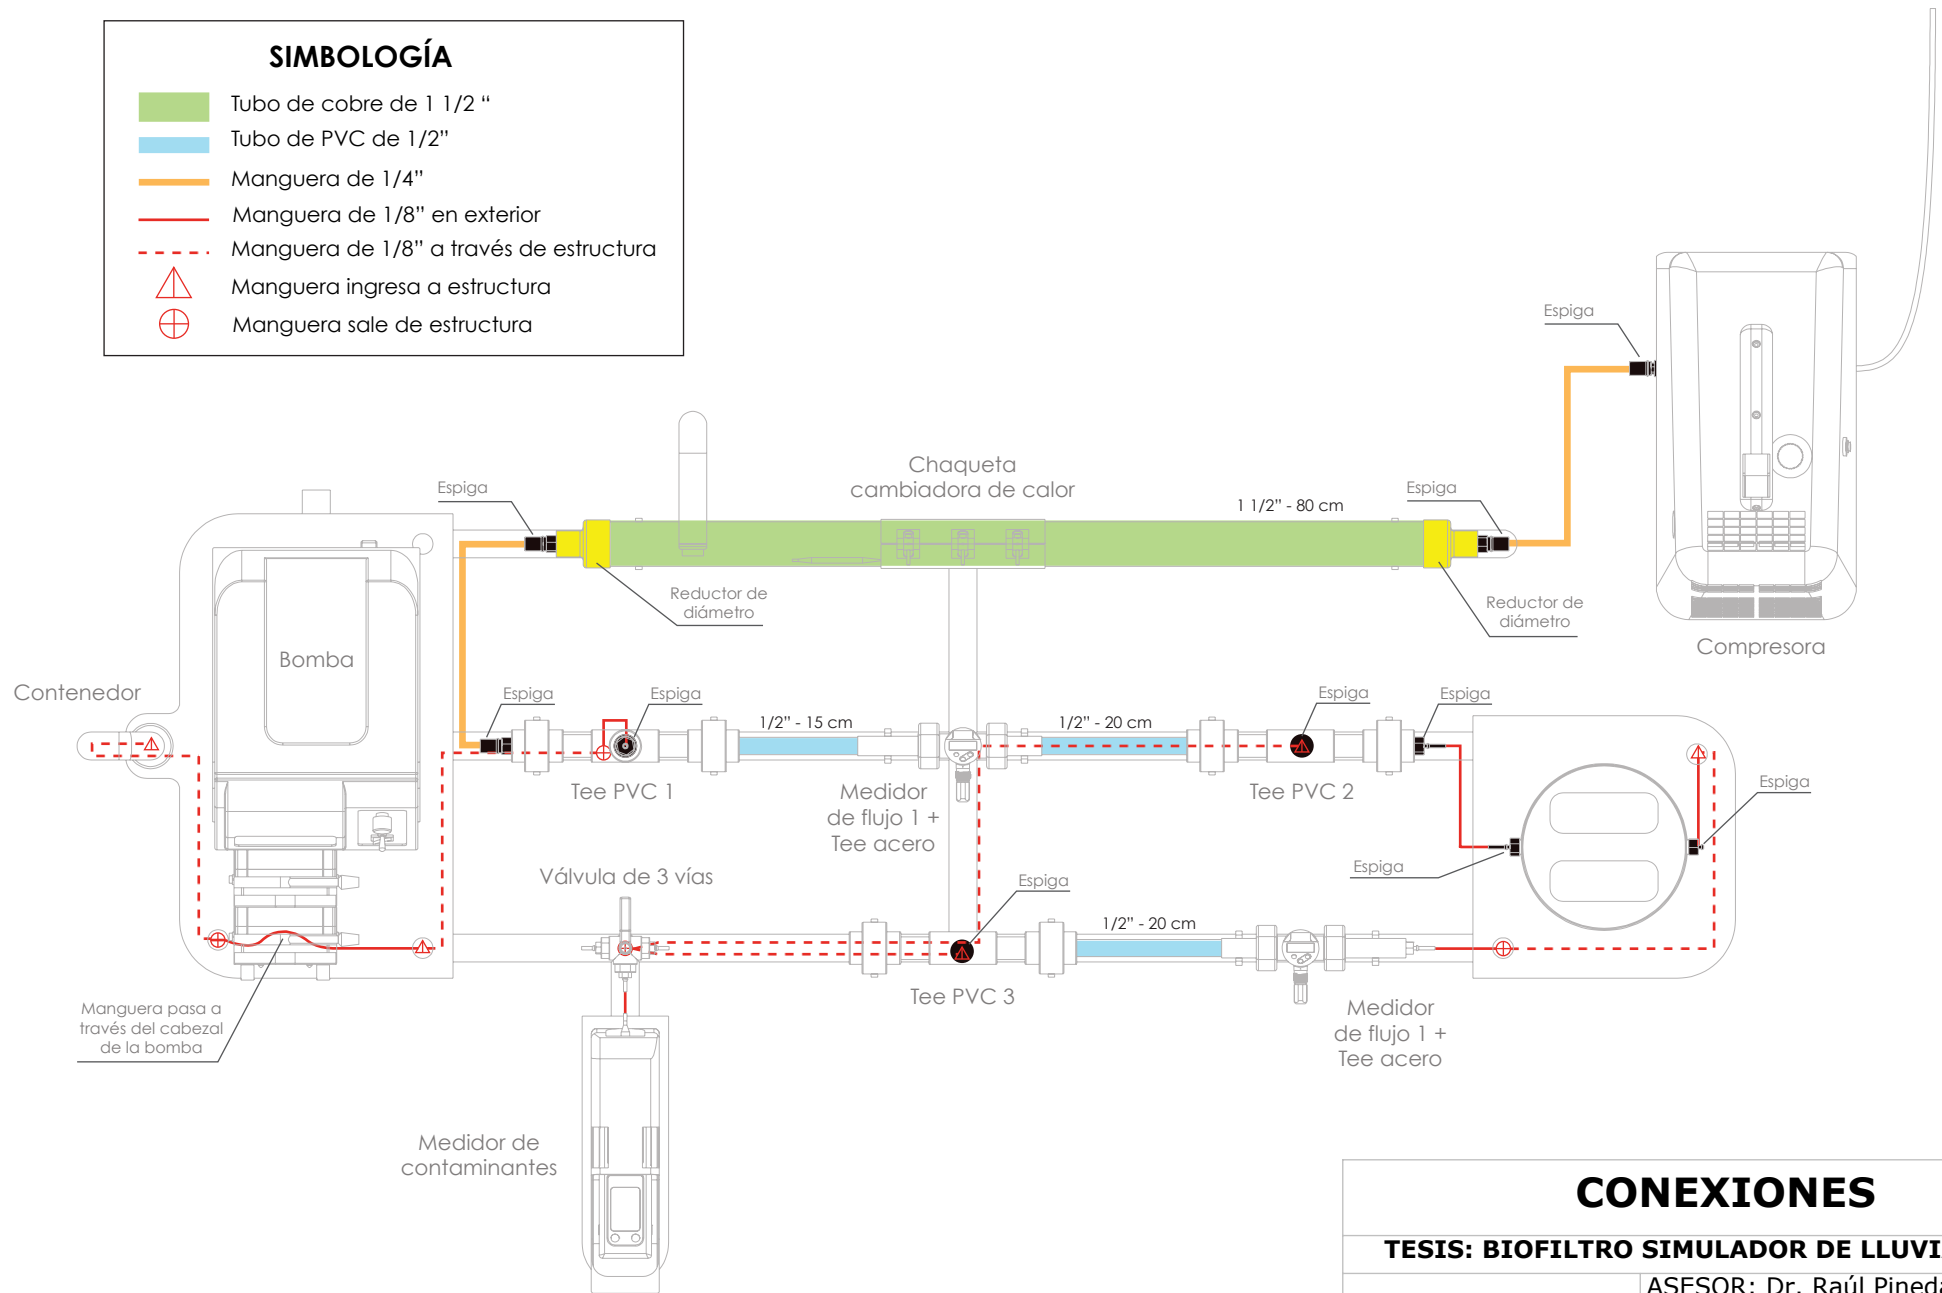 SIMBOLOGÍA
Tubo de cobre de 1 1/2 “
Tubo de PVC de 1/2”
Manguera de 1/4”
Manguera de 1/8” en exterior
Manguera de 1/8” a través de estructura
Manguera ingresa a estructura
Manguera sale de estructura
Espiga
Compresora
Chaqueta
cambiadora de calor
1 1/2” - 80 cm
Espiga
Espiga
Reductor de
diámetro
Reductor de
diámetro
Bomba
Contenedor
Espiga
Espiga
1/2” - 15 cm
1/2” - 20 cm
Espiga
Espiga
Tee PVC 1
Medidor
de flujo 1 +
Tee acero
Tee PVC 2
Espiga
Espiga
Válvula de 3 vías
Espiga
1/2” - 20 cm
Tee PVC 3
Manguera pasa a
través del cabezal
de la bomba
Medidor
de flujo 1 +
Tee acero
Medidor de
contaminantes
CONEXIONES
TESIS: BIOFILTRO SIMULADOR DE LLUVI
ASESOR: Dr. Raúl Pineda